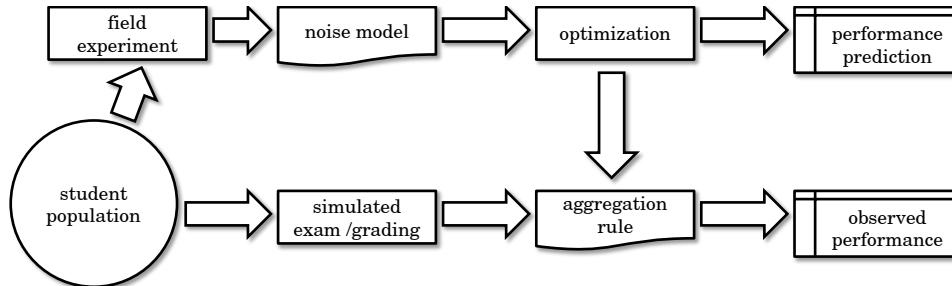 field
experiment
noise model
optimization
performance
prediction
student
population
simulated
exam /grading
aggregation
rule
observed
performance